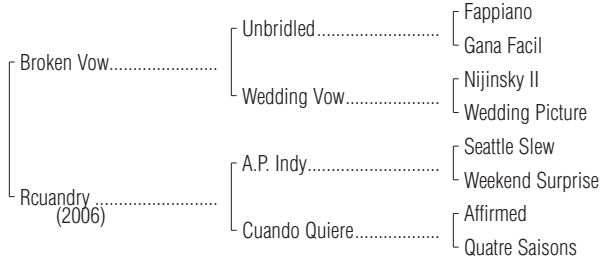 Fappiano
Unbridled
Gana Facil
Broken Vow
Nijinsky II
Wedding Vow
Wedding Picture
Seattle Slew
A.P. Indy
Weekend Surprise
Rcuandry
(2006)
Affirmed
Cuando Quiere
Quatre Saisons